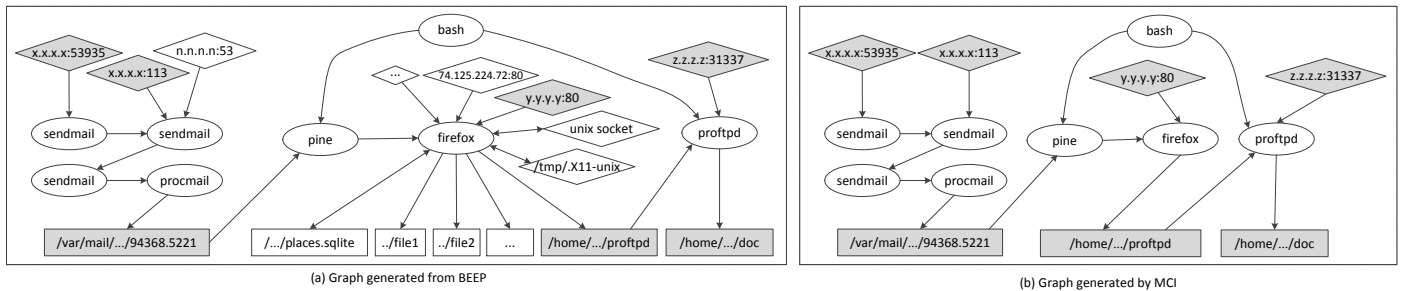 bash
x.x.x.x:53935
n.n.n.n:53
x.x.x.x:113
z.z.z.z:31337
...
74.125.224.72:80
y.y.y.y:80
sendmail
sendmail
pine
firefox
unix socket
proftpd
/tmp/.X11-unix
sendmail
procmail
/var/mail/.../94368.5221
/.../places.sqlite
../file1
../file2
...
/home/.../proftpd
/home/.../doc
(a) Graph generated from BEEP
bash
x.x.x.x:53935
x.x.x.x:113
y.y.y.y:80
z.z.z.z:31337
sendmail
sendmail
pine
firefox
proftpd
sendmail
procmail
/var/mail/.../94368.5221
/home/.../proftpd
/home/.../doc
(b) Graph generated by MCI